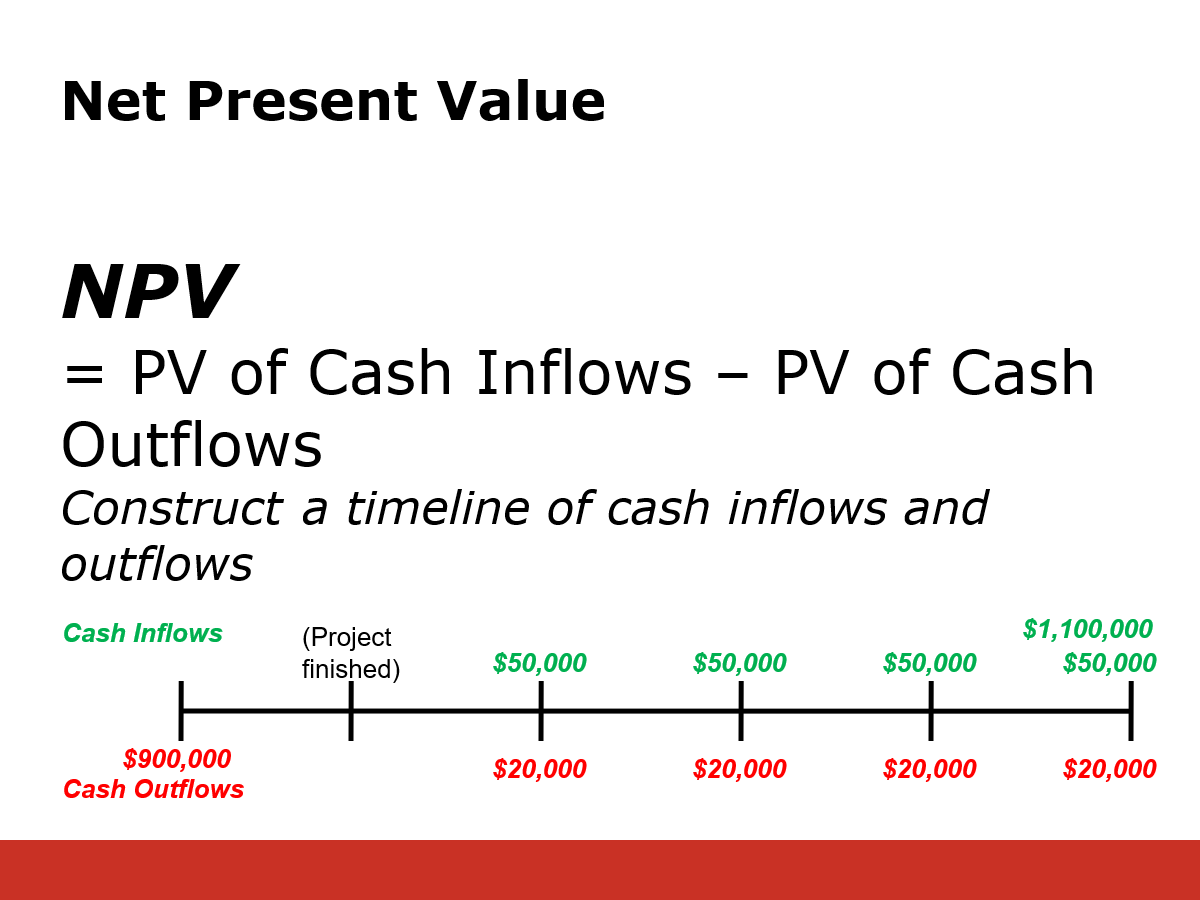 Net Present Value
NPV
= PV of Cash Inflows – PV of Cash
Outflows
Construct a timeline of cash inflows and
outflows
Cash Inflows
(Project
finished)
$50,000
$50,000
$50,000
$1,100,000
$50,000
$900,000
Cash Outflows
$20,000
$20,000
$20,000
$20,000